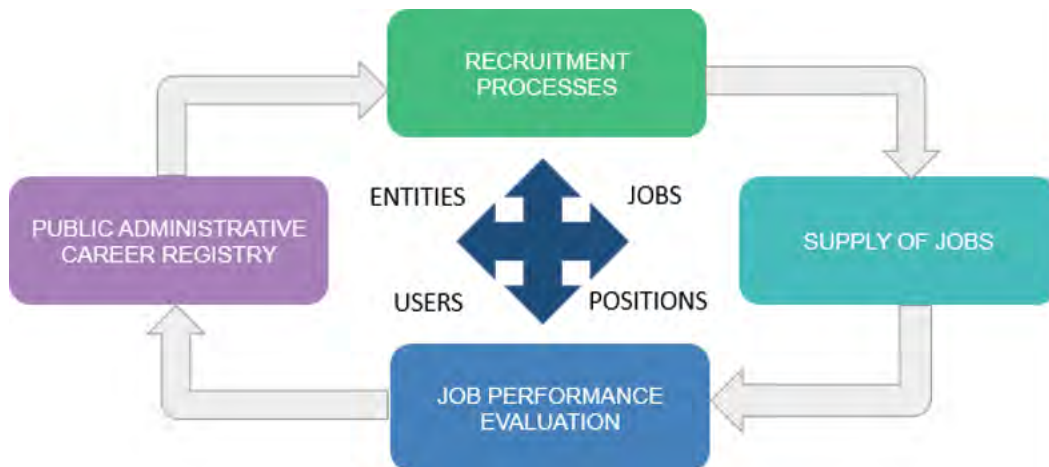 RECRUITMENT
PROCESSES
ENTITIES
JOBS
PUBLIC ADMINISTRATIVE
CAREER REGISTRY
SUPPLY OF JOBS
USERS
POSITIONS
JOB PERFORMANCE
EVALUATION